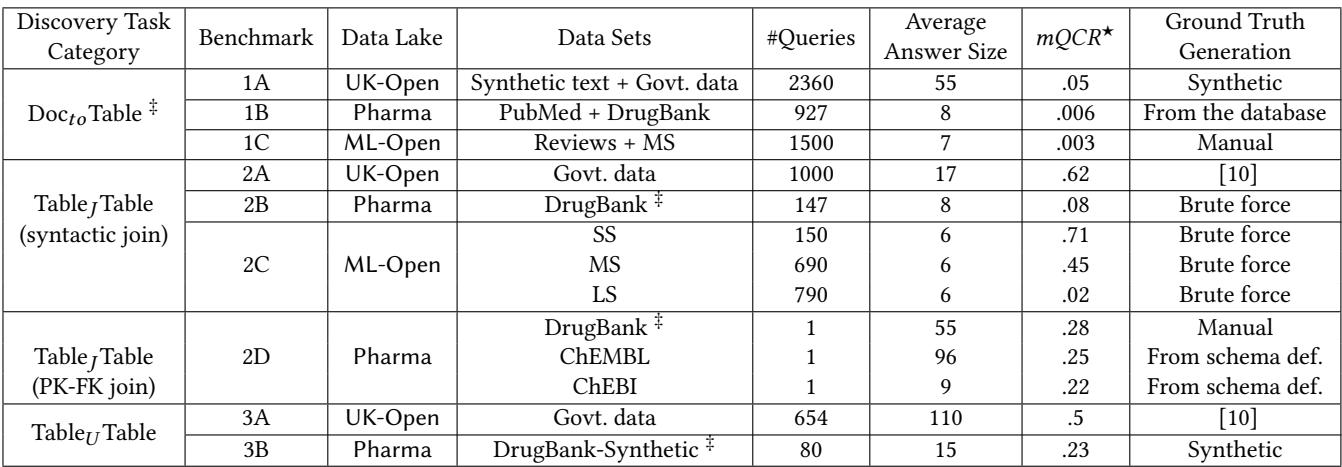 Discovery Task Category | Benchmark | Data Lake | Data Sets | #Queries | Average Answer Size | mQCR★ | Ground Truth Generation
Doc_to Table ‡ | 1A | UK-Open | Synthetic text + Govt. data | 2360 | 55 | .05 | Synthetic
1B | Pharma | PubMed + DrugBank | 927 | 8 | .006 | From the database
1C | ML-Open | Reviews + MS | 1500 | 7 | .003 | Manual
Table_J Table (syntactic join) | 2A | UK-Open | Govt. data | 1000 | 17 | .62 | [10]
2B | Pharma | DrugBank ‡ | 147 | 8 | .08 | Brute force
2C | ML-Open | SS | 150 | 6 | .71 | Brute force
MS | 690 | 6 | .45 | Brute force
LS | 790 | 6 | .02 | Brute force
Table_J Table (PK-FK join) | 2D | Pharma | DrugBank ‡ | 1 | 55 | .28 | Manual
ChEMBL | 1 | 96 | .25 | From schema def.
ChEBI | 1 | 9 | .22 | From schema def.
Table_U Table | 3A | UK-Open | Govt. data | 654 | 110 | .5 | [10]
3B | Pharma | DrugBank-Synthetic ‡ | 80 | 15 | .23 | Synthetic